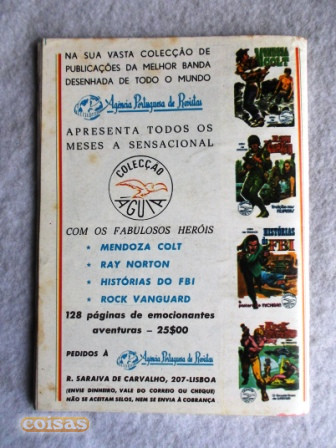 NA SUA VASTA COLECÇÃO DE
PUBLICAÇÕES DA MELHOR BANDA
DESENHADA DE TODO O MUNDO
Agência Portuguesa de Revistas
APRESENTA TODOS OS
MESES A SENSACIONAL
COLECÇÃO
ÁGUIA
COM OS FABULOSOS HERÓIS
★ MENDOZA COLT
★ RAY NORTON
★ HISTÓRIAS DO FBI
★ ROCK VANGUARD
128 páginas de emocionantes
aventuras — 25$00
PEDIDOS À
Agência Portuguesa de Revistas
R. SARAIVA DE CARVALHO, 207-LISBOA
(ENVIE DINHEIRO, VALE DO CORREIO OU CHEQUE)
NÃO SE ACEITAM SELOS, NEM SE ENVIA À COBRANÇA
HISTÓRIAS
FBI
coisas